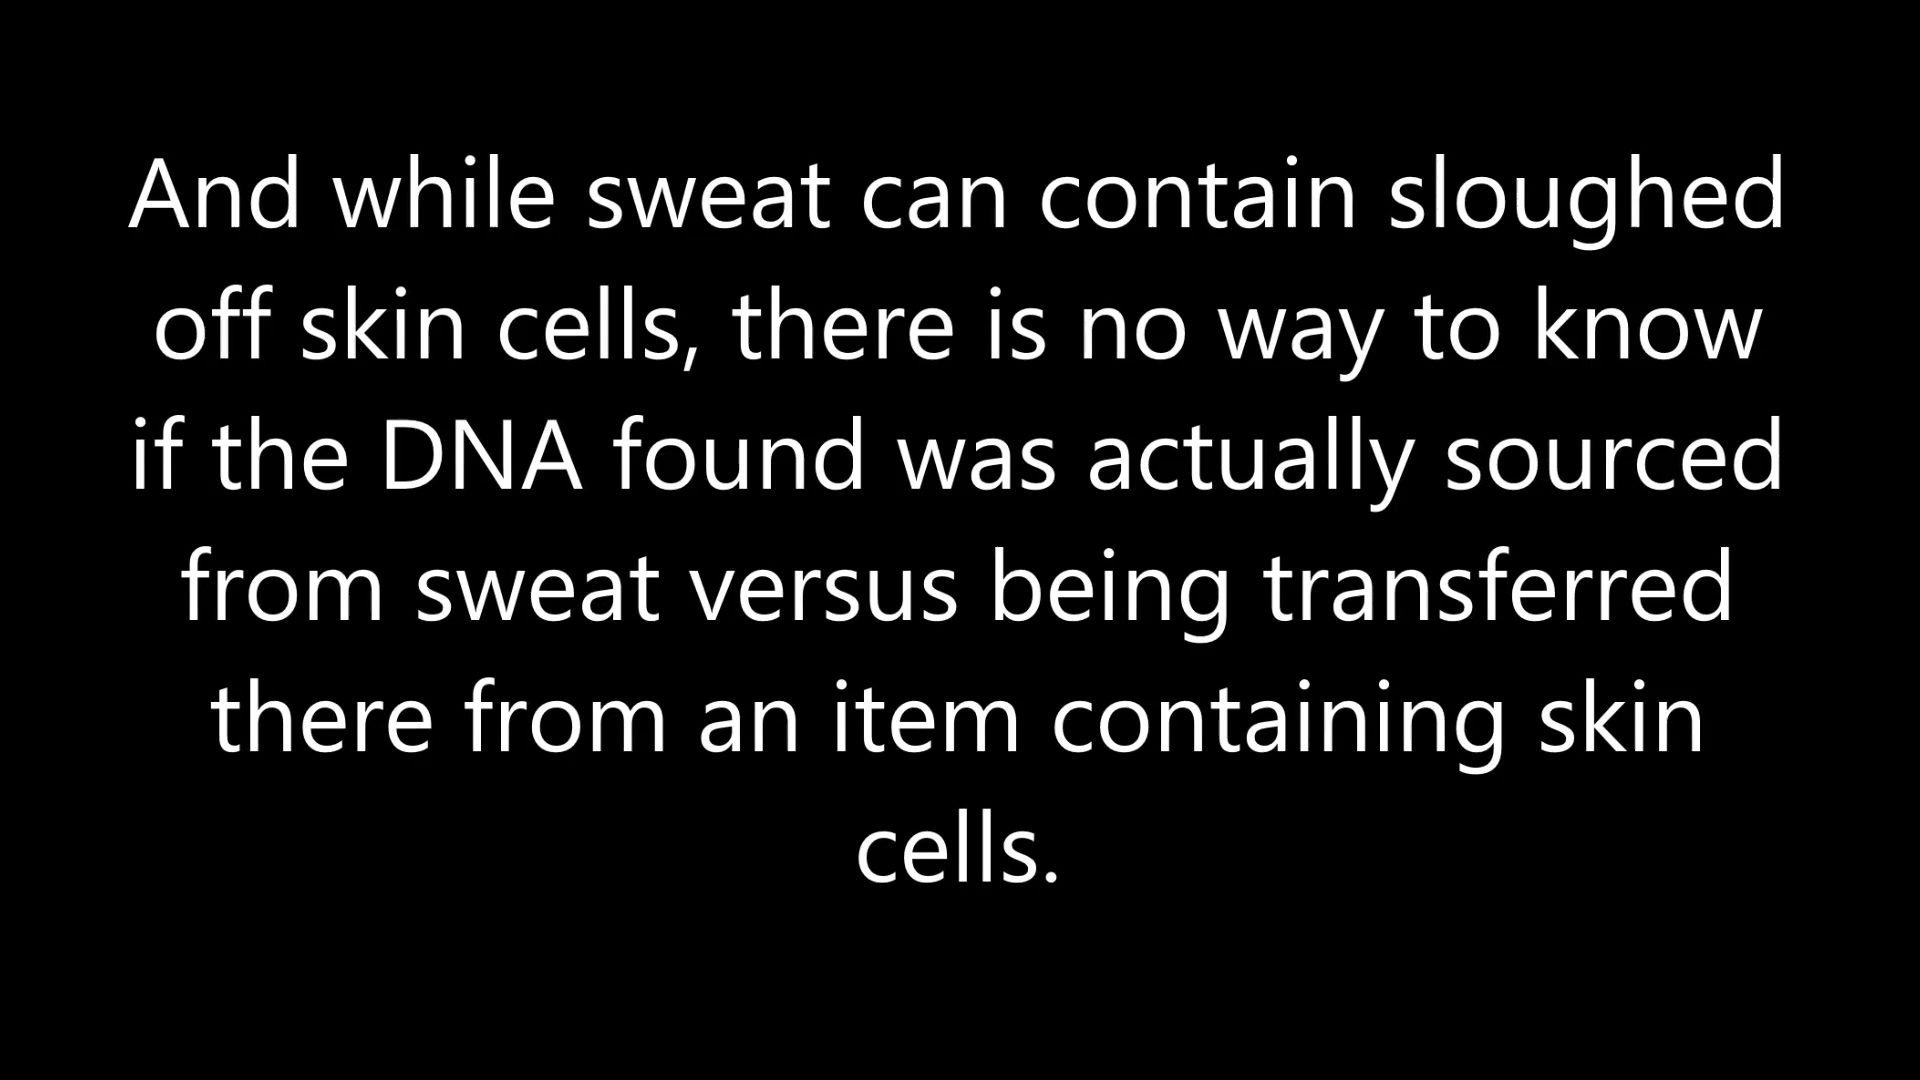 And while sweat can contain sloughed
off skin cells, there is no way to know
if the DNA found was actually sourced
from sweat versus being transferred
there from an item containing skin
cells.